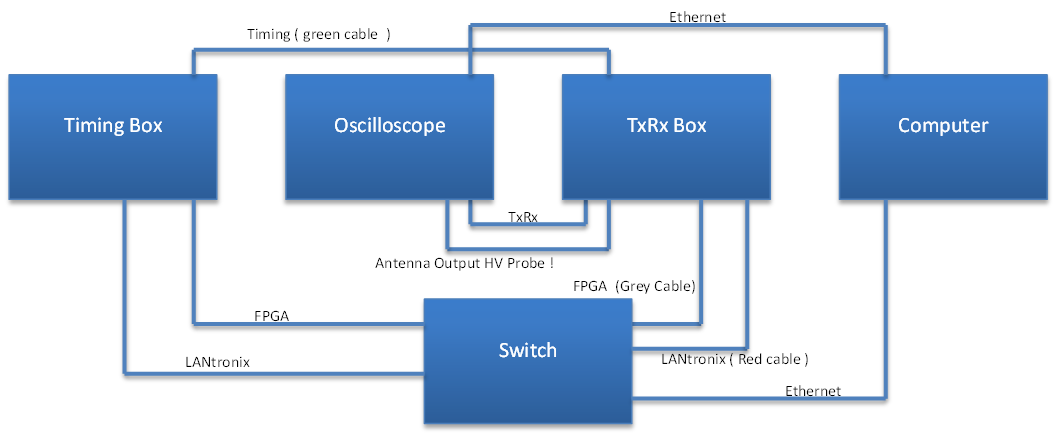 Ethernet
Timing ( green cable  )
Timing Box
Oscilloscope
TxRx Box
Computer
TxRx
Antenna Output HV Probe !
FPGA  (Grey Cable)
FPGA
Switch
LANtronix
LANtronix ( Red cable )
Ethernet